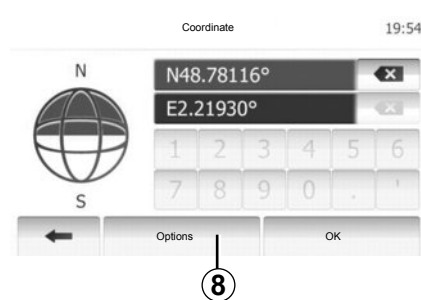 Coordinate 19:54
N
N48.78116°
E2.21930°
1 2 3 4 5 6
7 8 9 0 . '
S
Options OK
8